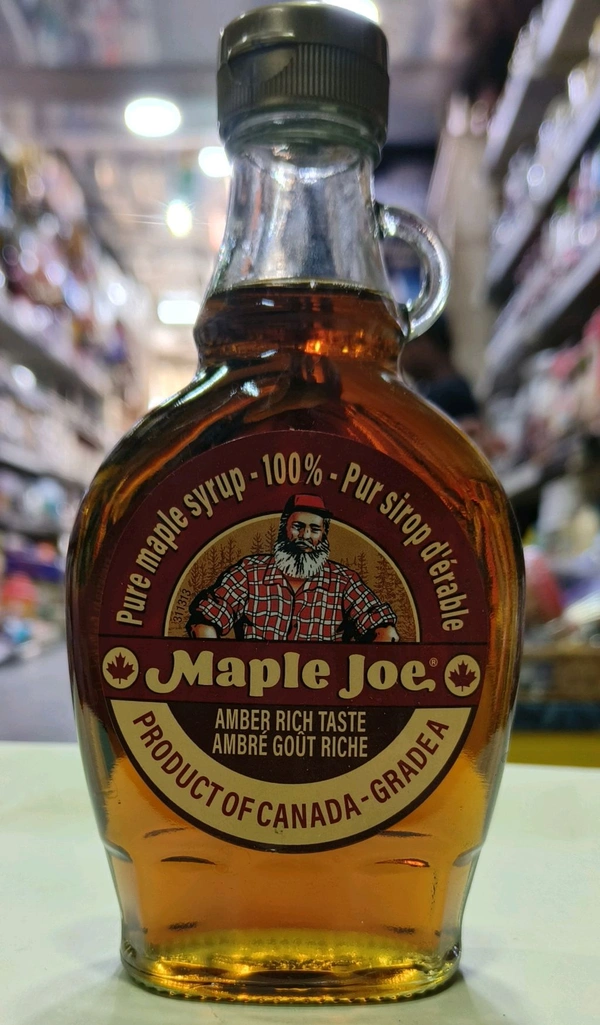 Pure maple syrup - 100% - Pur sirop d'érable
311313
Maple Joe®
AMBER RICH TASTE
AMBRÉ GOÛT RICHE
PRODUCT OF CANADA - GRADE A